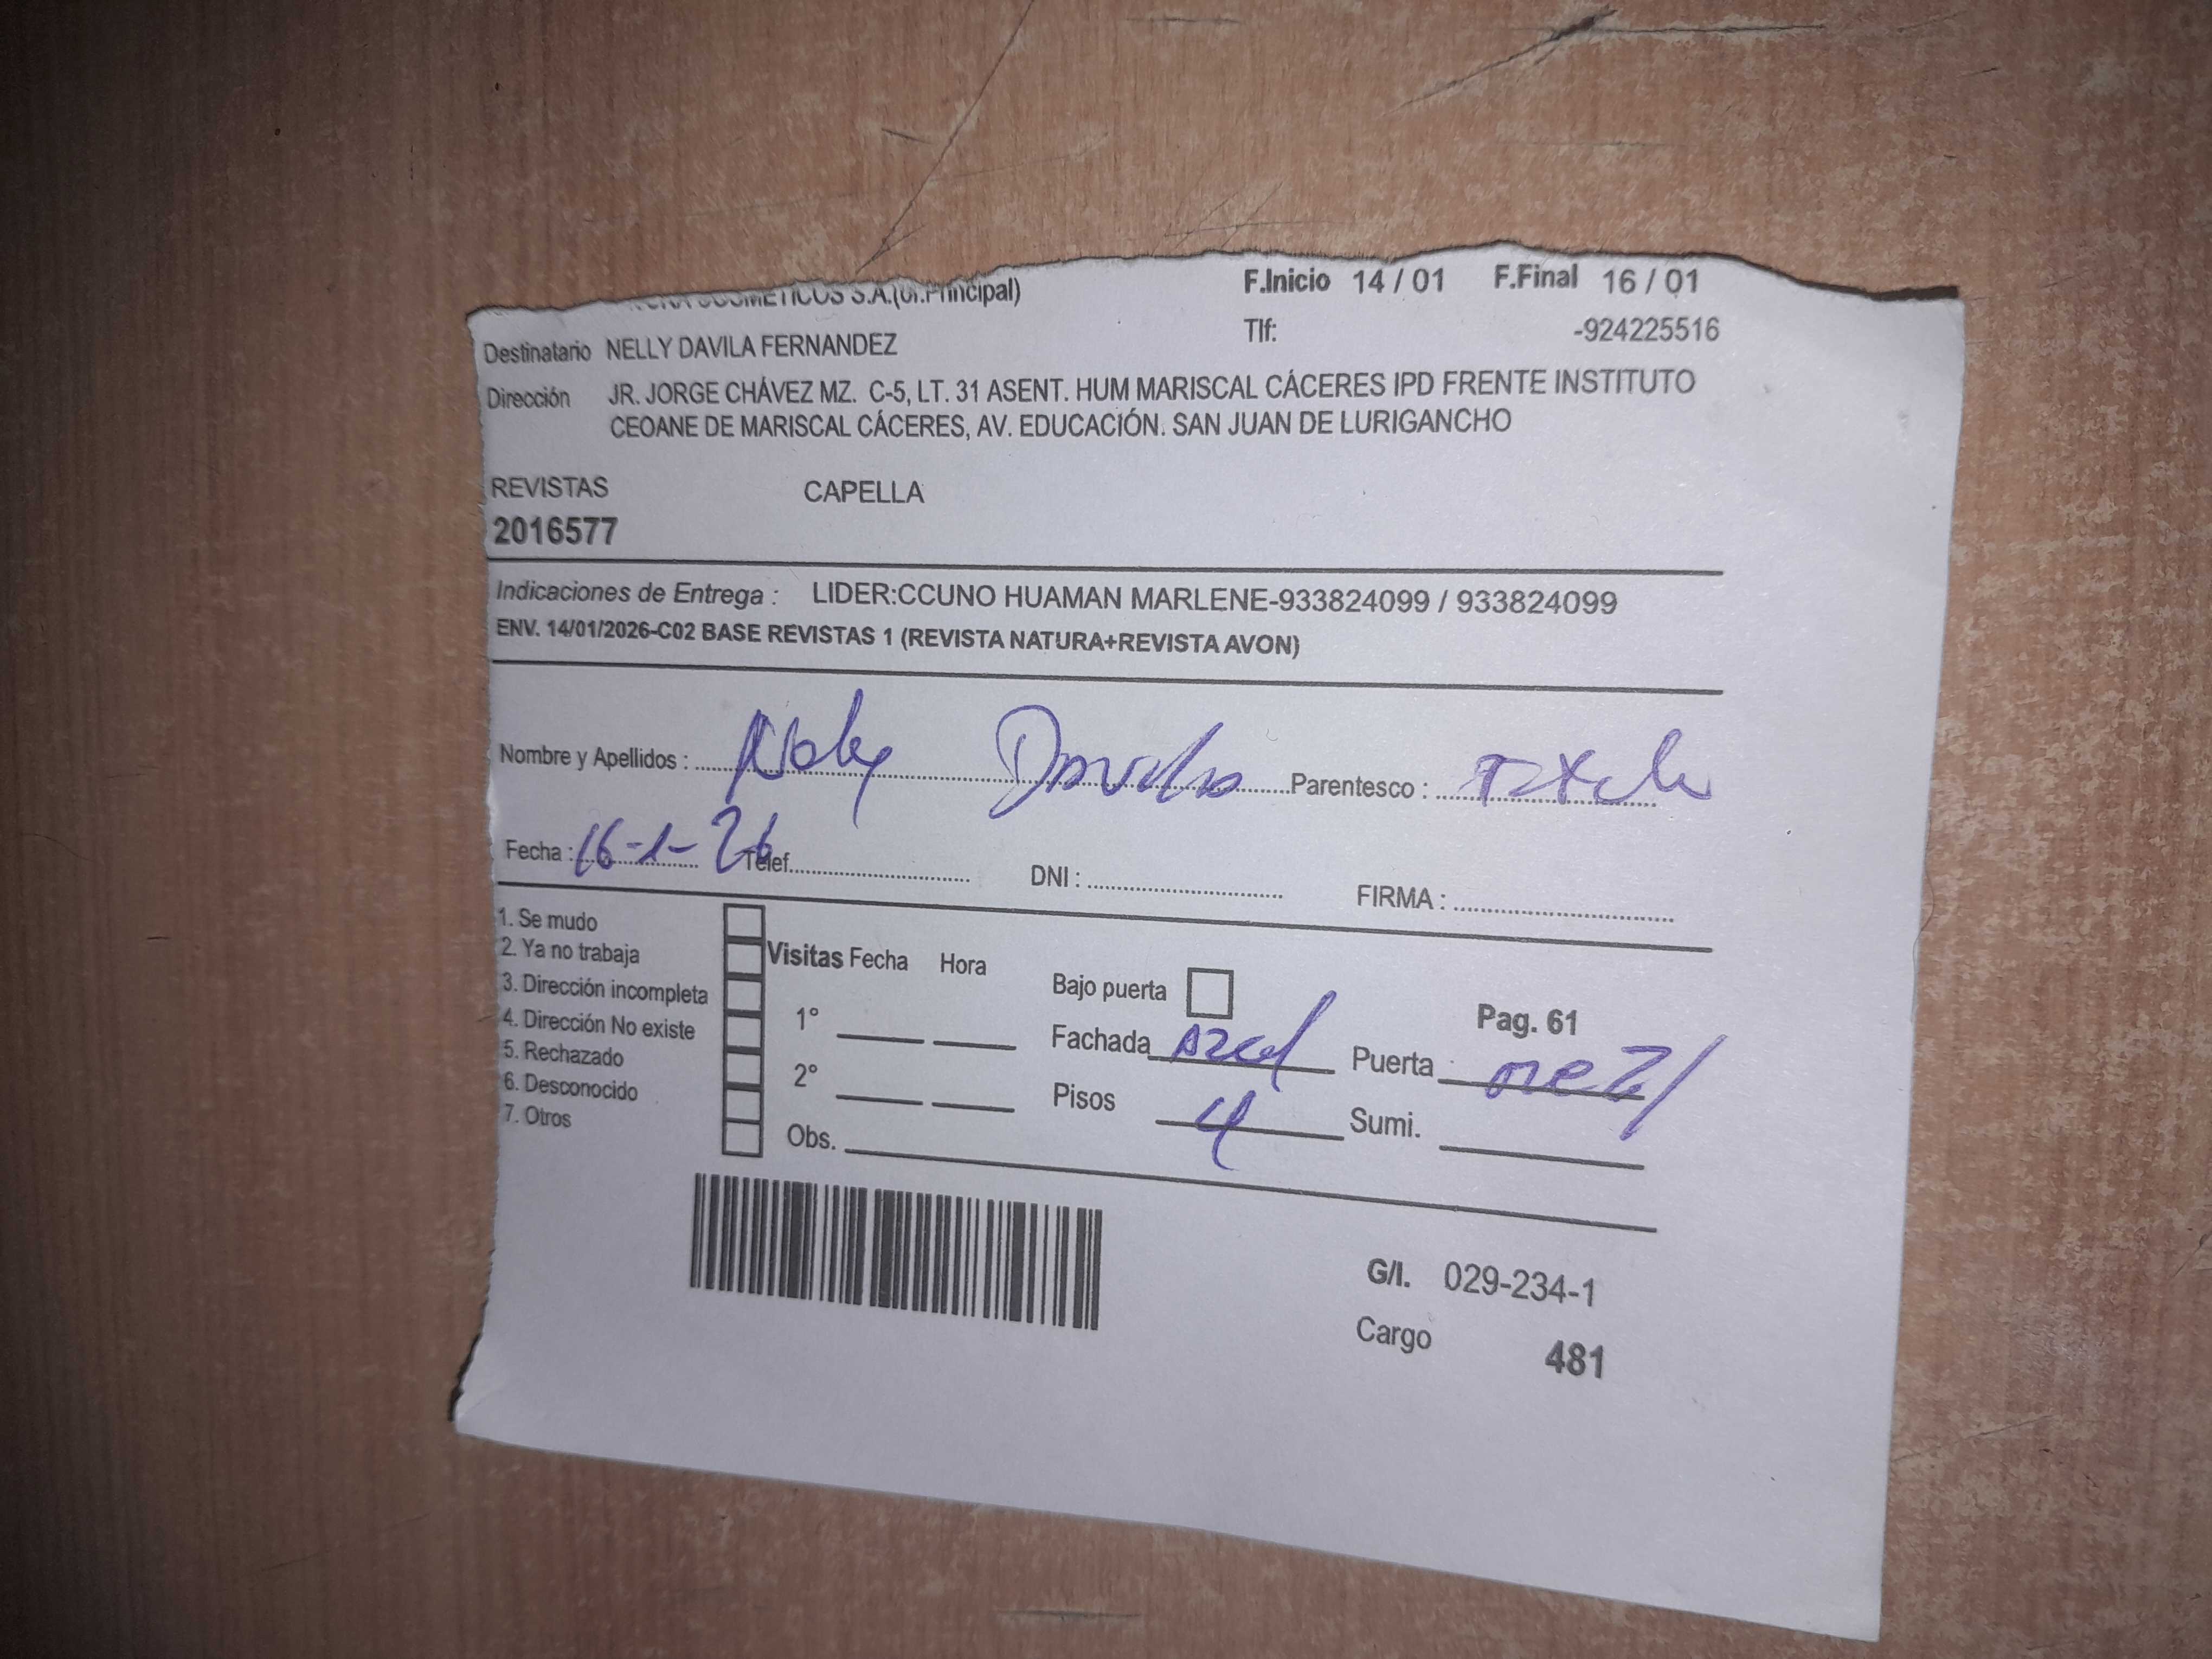 COSMETICOS S.A.(of.Principal) F.Inicio 14 / 01 F.Final 16 / 01
Destinatario NELLY DAVILA FERNANDEZ Tlf: -924225516
Dirección JR. JORGE CHÁVEZ MZ. C-5, LT. 31 ASENT. HUM MARISCAL CÁCERES IPD FRENTE INSTITUTO
CEOANE DE MARISCAL CÁCERES, AV. EDUCACIÓN. SAN JUAN DE LURIGANCHO
REVISTAS CAPELLA
2016577
Indicaciones de Entrega : LIDER:CCUNO HUAMAN MARLENE-933824099 / 933824099
ENV. 14/01/2026-C02 BASE REVISTAS 1 (REVISTA NATURA+REVISTA AVON)
Nombre y Apellidos : Nely Davila Parentesco :
Fecha : 16-1-26 Telef. DNI : FIRMA :
1. Se mudo
2. Ya no trabaja
3. Dirección incompleta
4. Dirección No existe
5. Rechazado
6. Desconocido
7. Otros
Visitas Fecha Hora
1°
2°
Obs.
Bajo puerta
Fachada Azul
Pisos 4
Pag. 61
Puerta
Sumi.
G/I. 029-234-1
Cargo 481